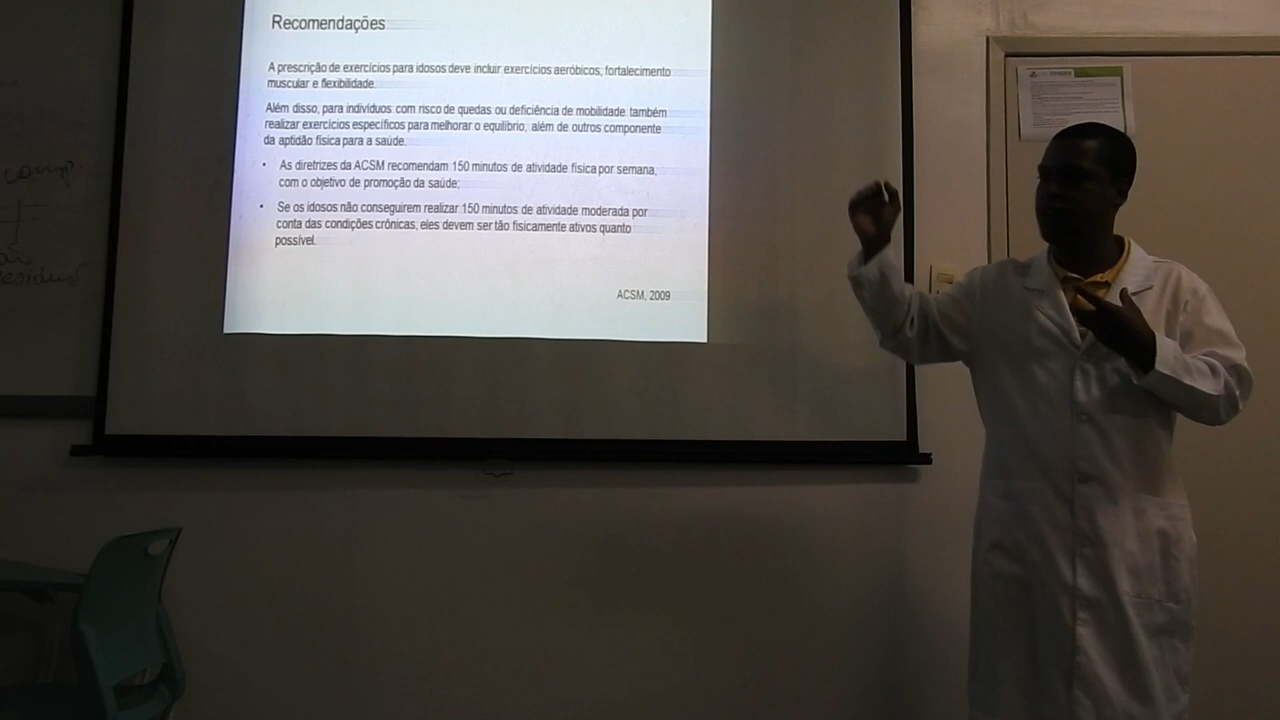 Recomendações
A prescrição de exercícios para idosos deve incluir exercícios aeróbicos, fortalecimento
muscular e flexibilidade.
Além disso, para indivíduos com risco de quedas ou deficiência de mobilidade também
realizar exercícios específicos para melhorar o equilíbrio, além de outros componente
da aptidão física para a saúde.
• As diretrizes da ACSM recomendam 150 minutos de atividade física por semana,
com o objetivo de promoção da saúde;
• Se os idosos não conseguirem realizar 150 minutos de atividade moderada por
conta das condições crônicas, eles devem ser tão fisicamente ativos quanto
possível.
ACSM, 2009